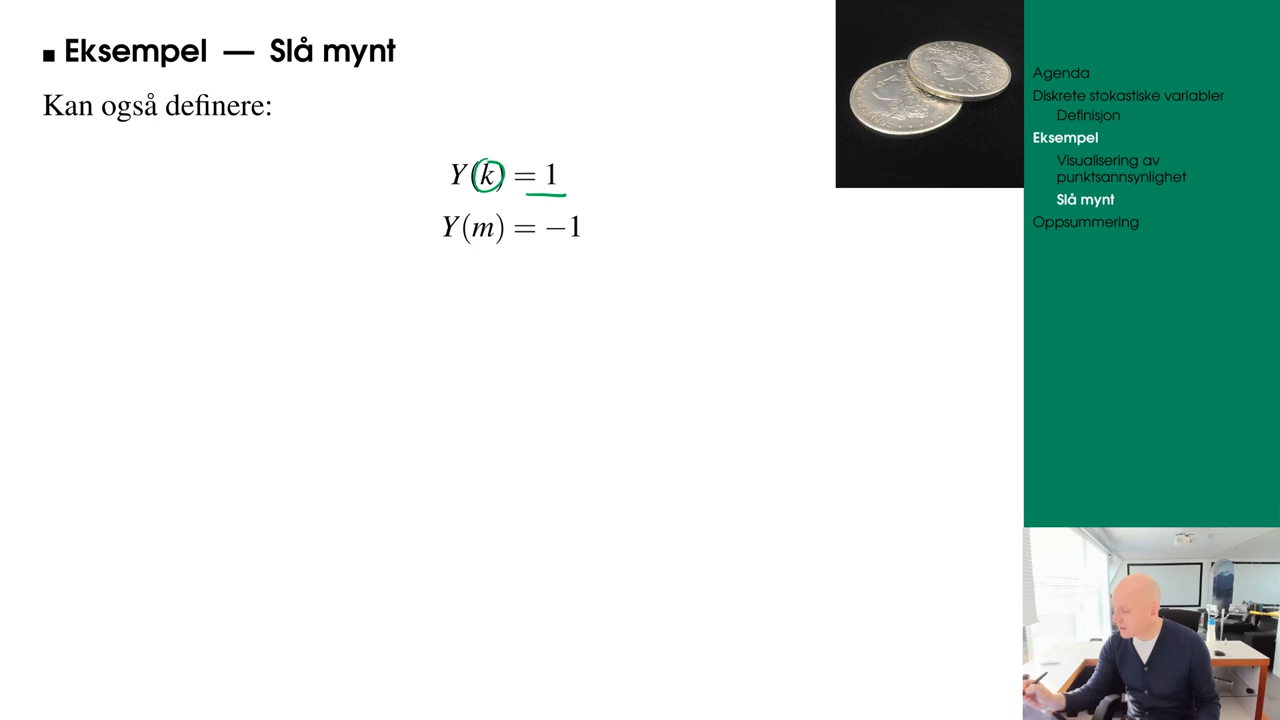 Eksempel — Slå mynt
Kan også definere:
Y(k) = 1
Y(m) = −1
Agenda
Diskrete stokastiske variabler
Definisjon
Eksempel
Visualisering av
punktsannsynlighet
Slå mynt
Oppsummering